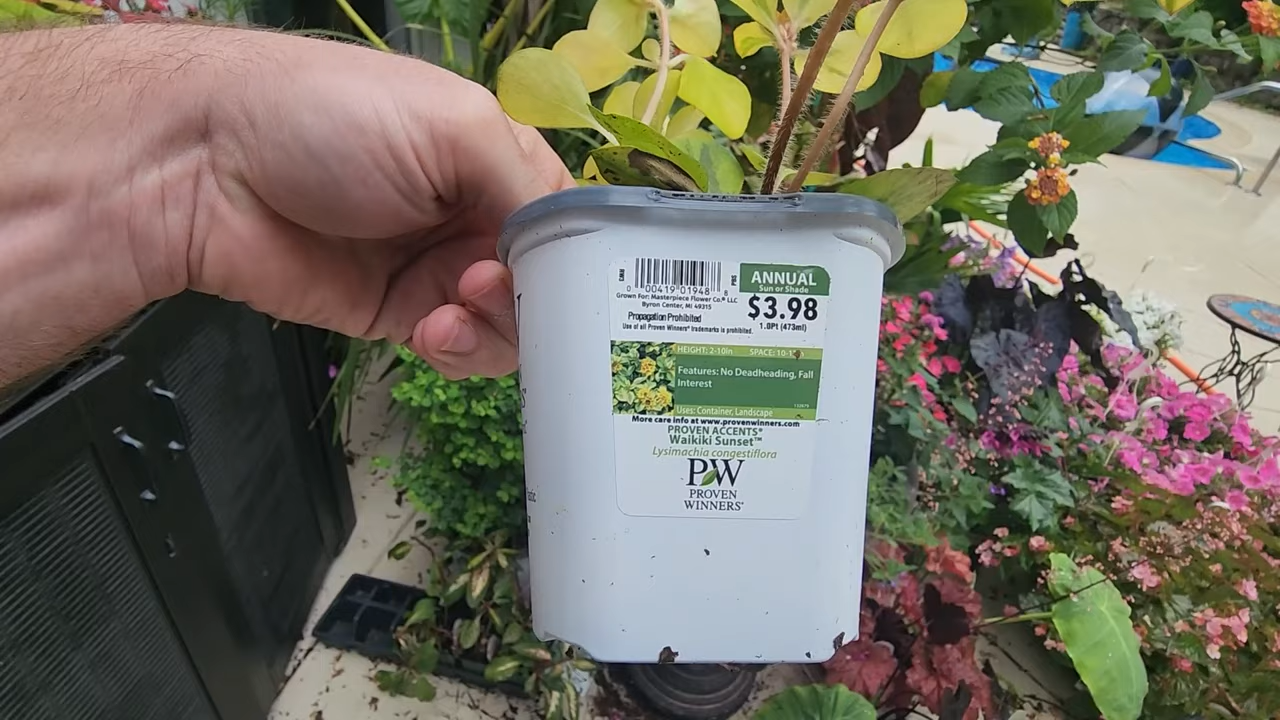 ANNUAL
Sun or Shade
$3.98
1.0Pt (473ml)
0 00419 01948 8
Grown For: Masterpiece Flower Co.® LLC
Byron Center, MI 49315
Propagation Prohibited
Use of all Proven Winners® trademarks is prohibited.
HEIGHT: 2-10in SPACE:
Features: No Deadheading, Fall
Interest
Uses: Container, Landscape
More care info at www.provenwinners.com
PROVEN ACCENTS®
Waikiki Sunset™
Lysimachia congestiflora
PW
PROVEN
WINNERS®